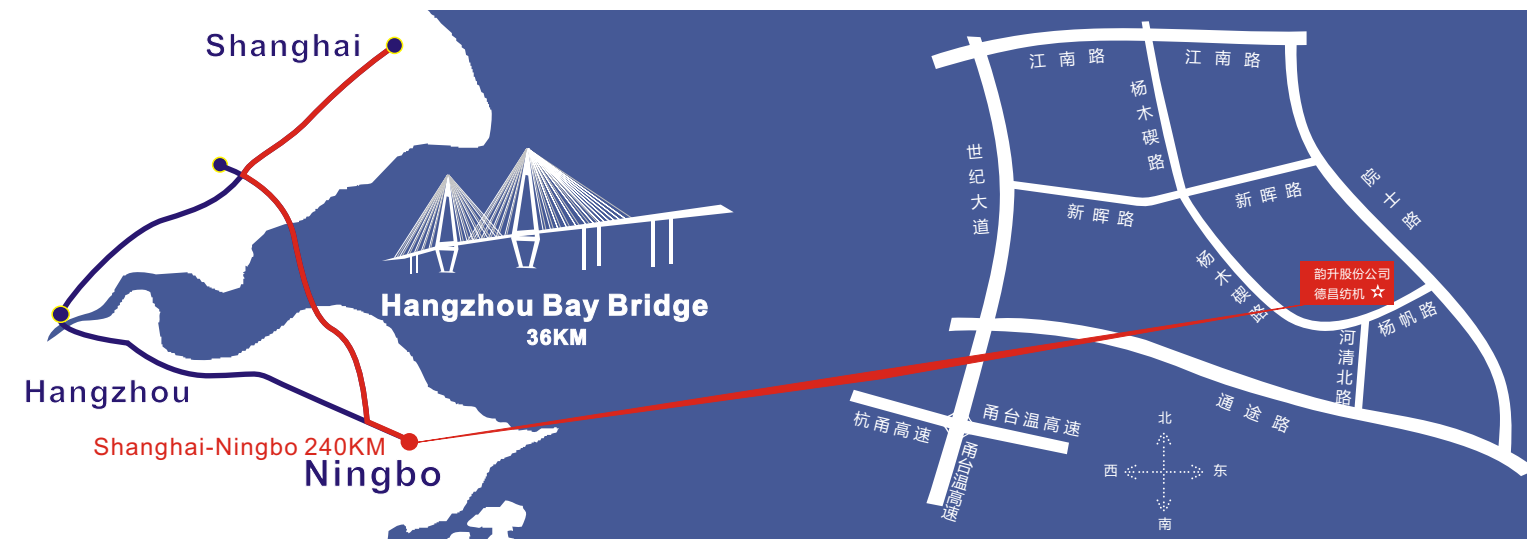 Shanghai
Hangzhou Bay Bridge
36KM
Hangzhou
Shanghai-Ningbo 240KM
Ningbo
江南路
江南路
杨木碶路
世纪大道
新晖路
新晖路
院士路
杨木碶路
韵升股份公司
德昌纺机
杨帆路
河清北路
通途路
杭甬高速
甬台温高速
甬台温高速
北
西
东
南